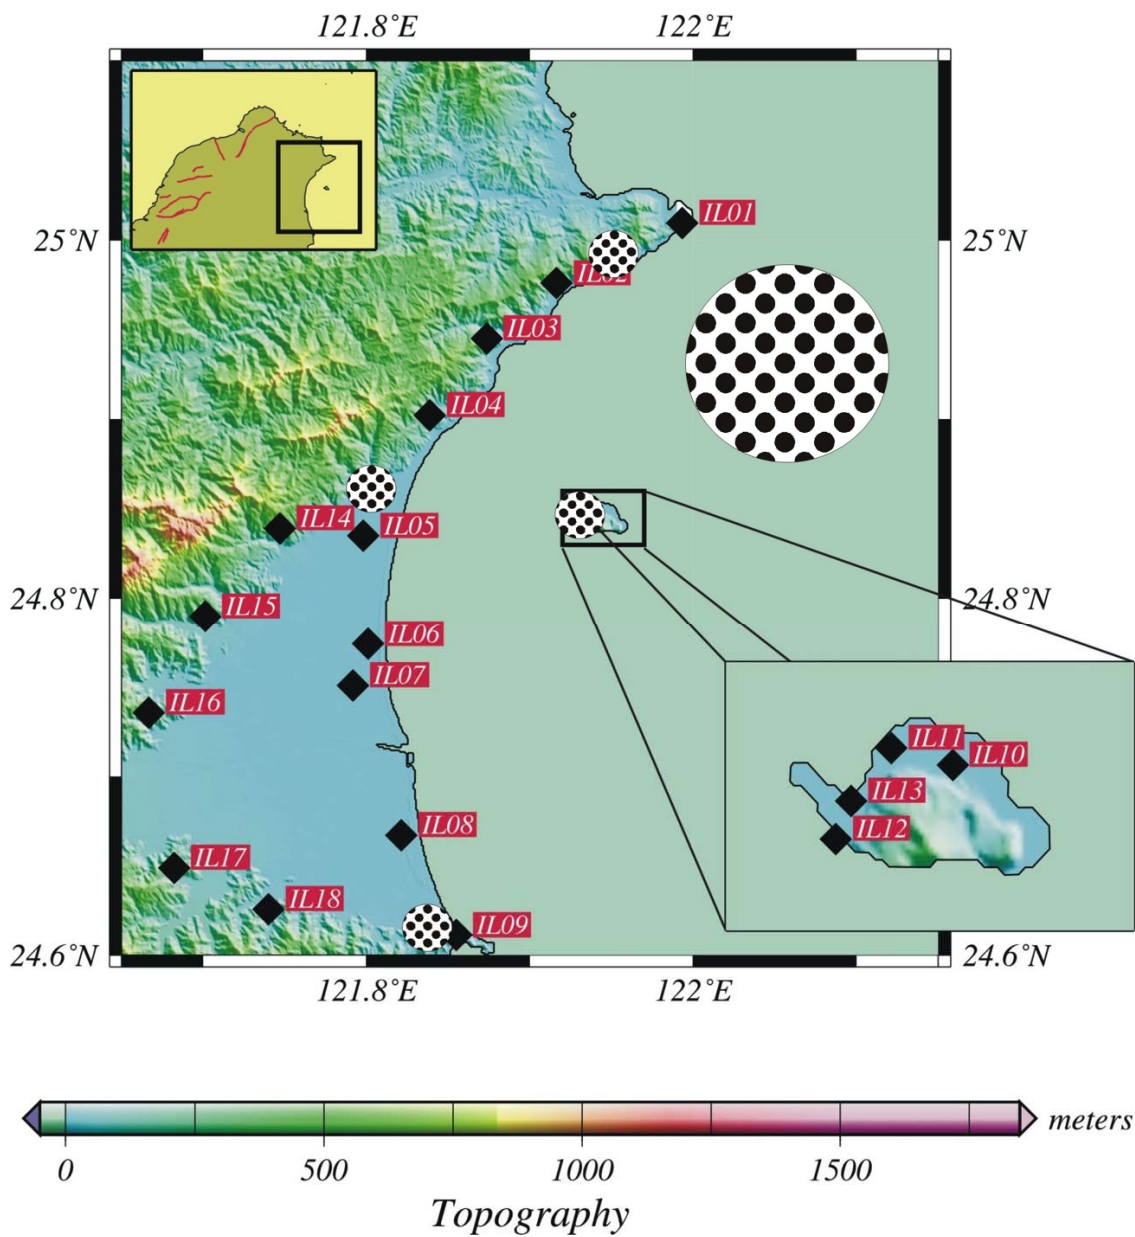 121.8°E
122°E
IL01
25°N
25°N
IL02
IL03
IL04
IL14
IL05
24.8°N
24.8°N
IL15
IL06
IL07
IL16
IL11
IL10
IL13
IL12
IL08
IL17
IL18
IL09
24.6°N
24.6°N
121.8°E
122°E
meters
0
500
1000
1500
Topography